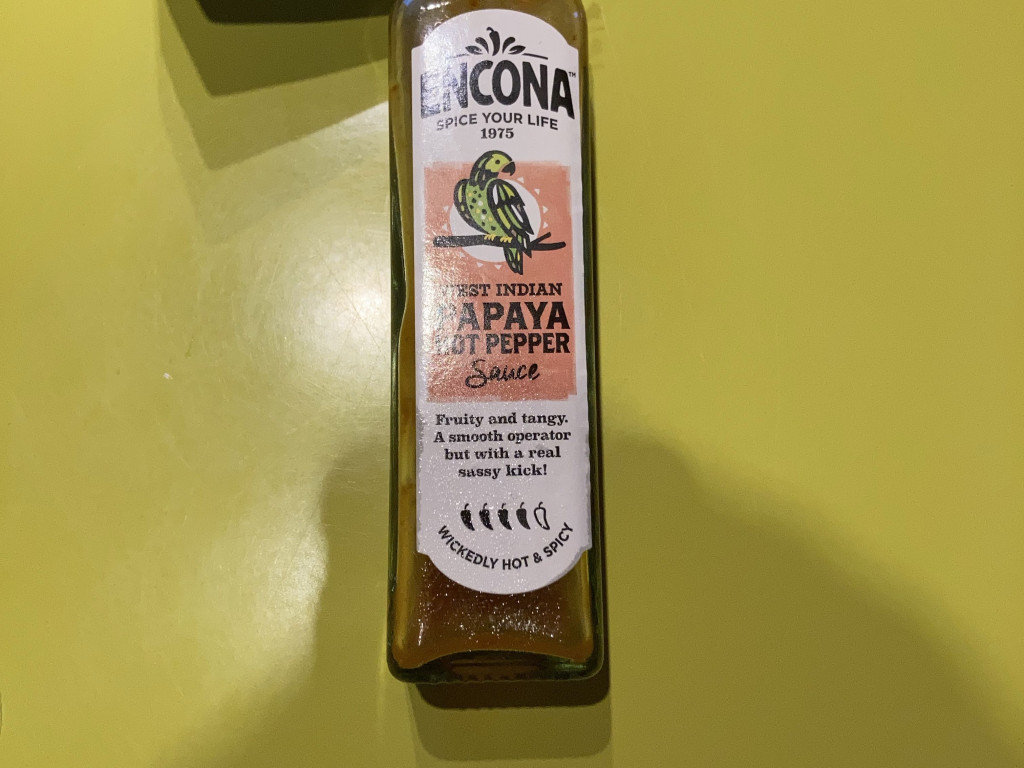 ENCONA™
SPICE YOUR LIFE
1975
WEST INDIAN
PAPAYA
HOT PEPPER
Sauce
Fruity and tangy.
A smooth operator
but with a real
sassy kick!
WICKEDLY HOT & SPICY